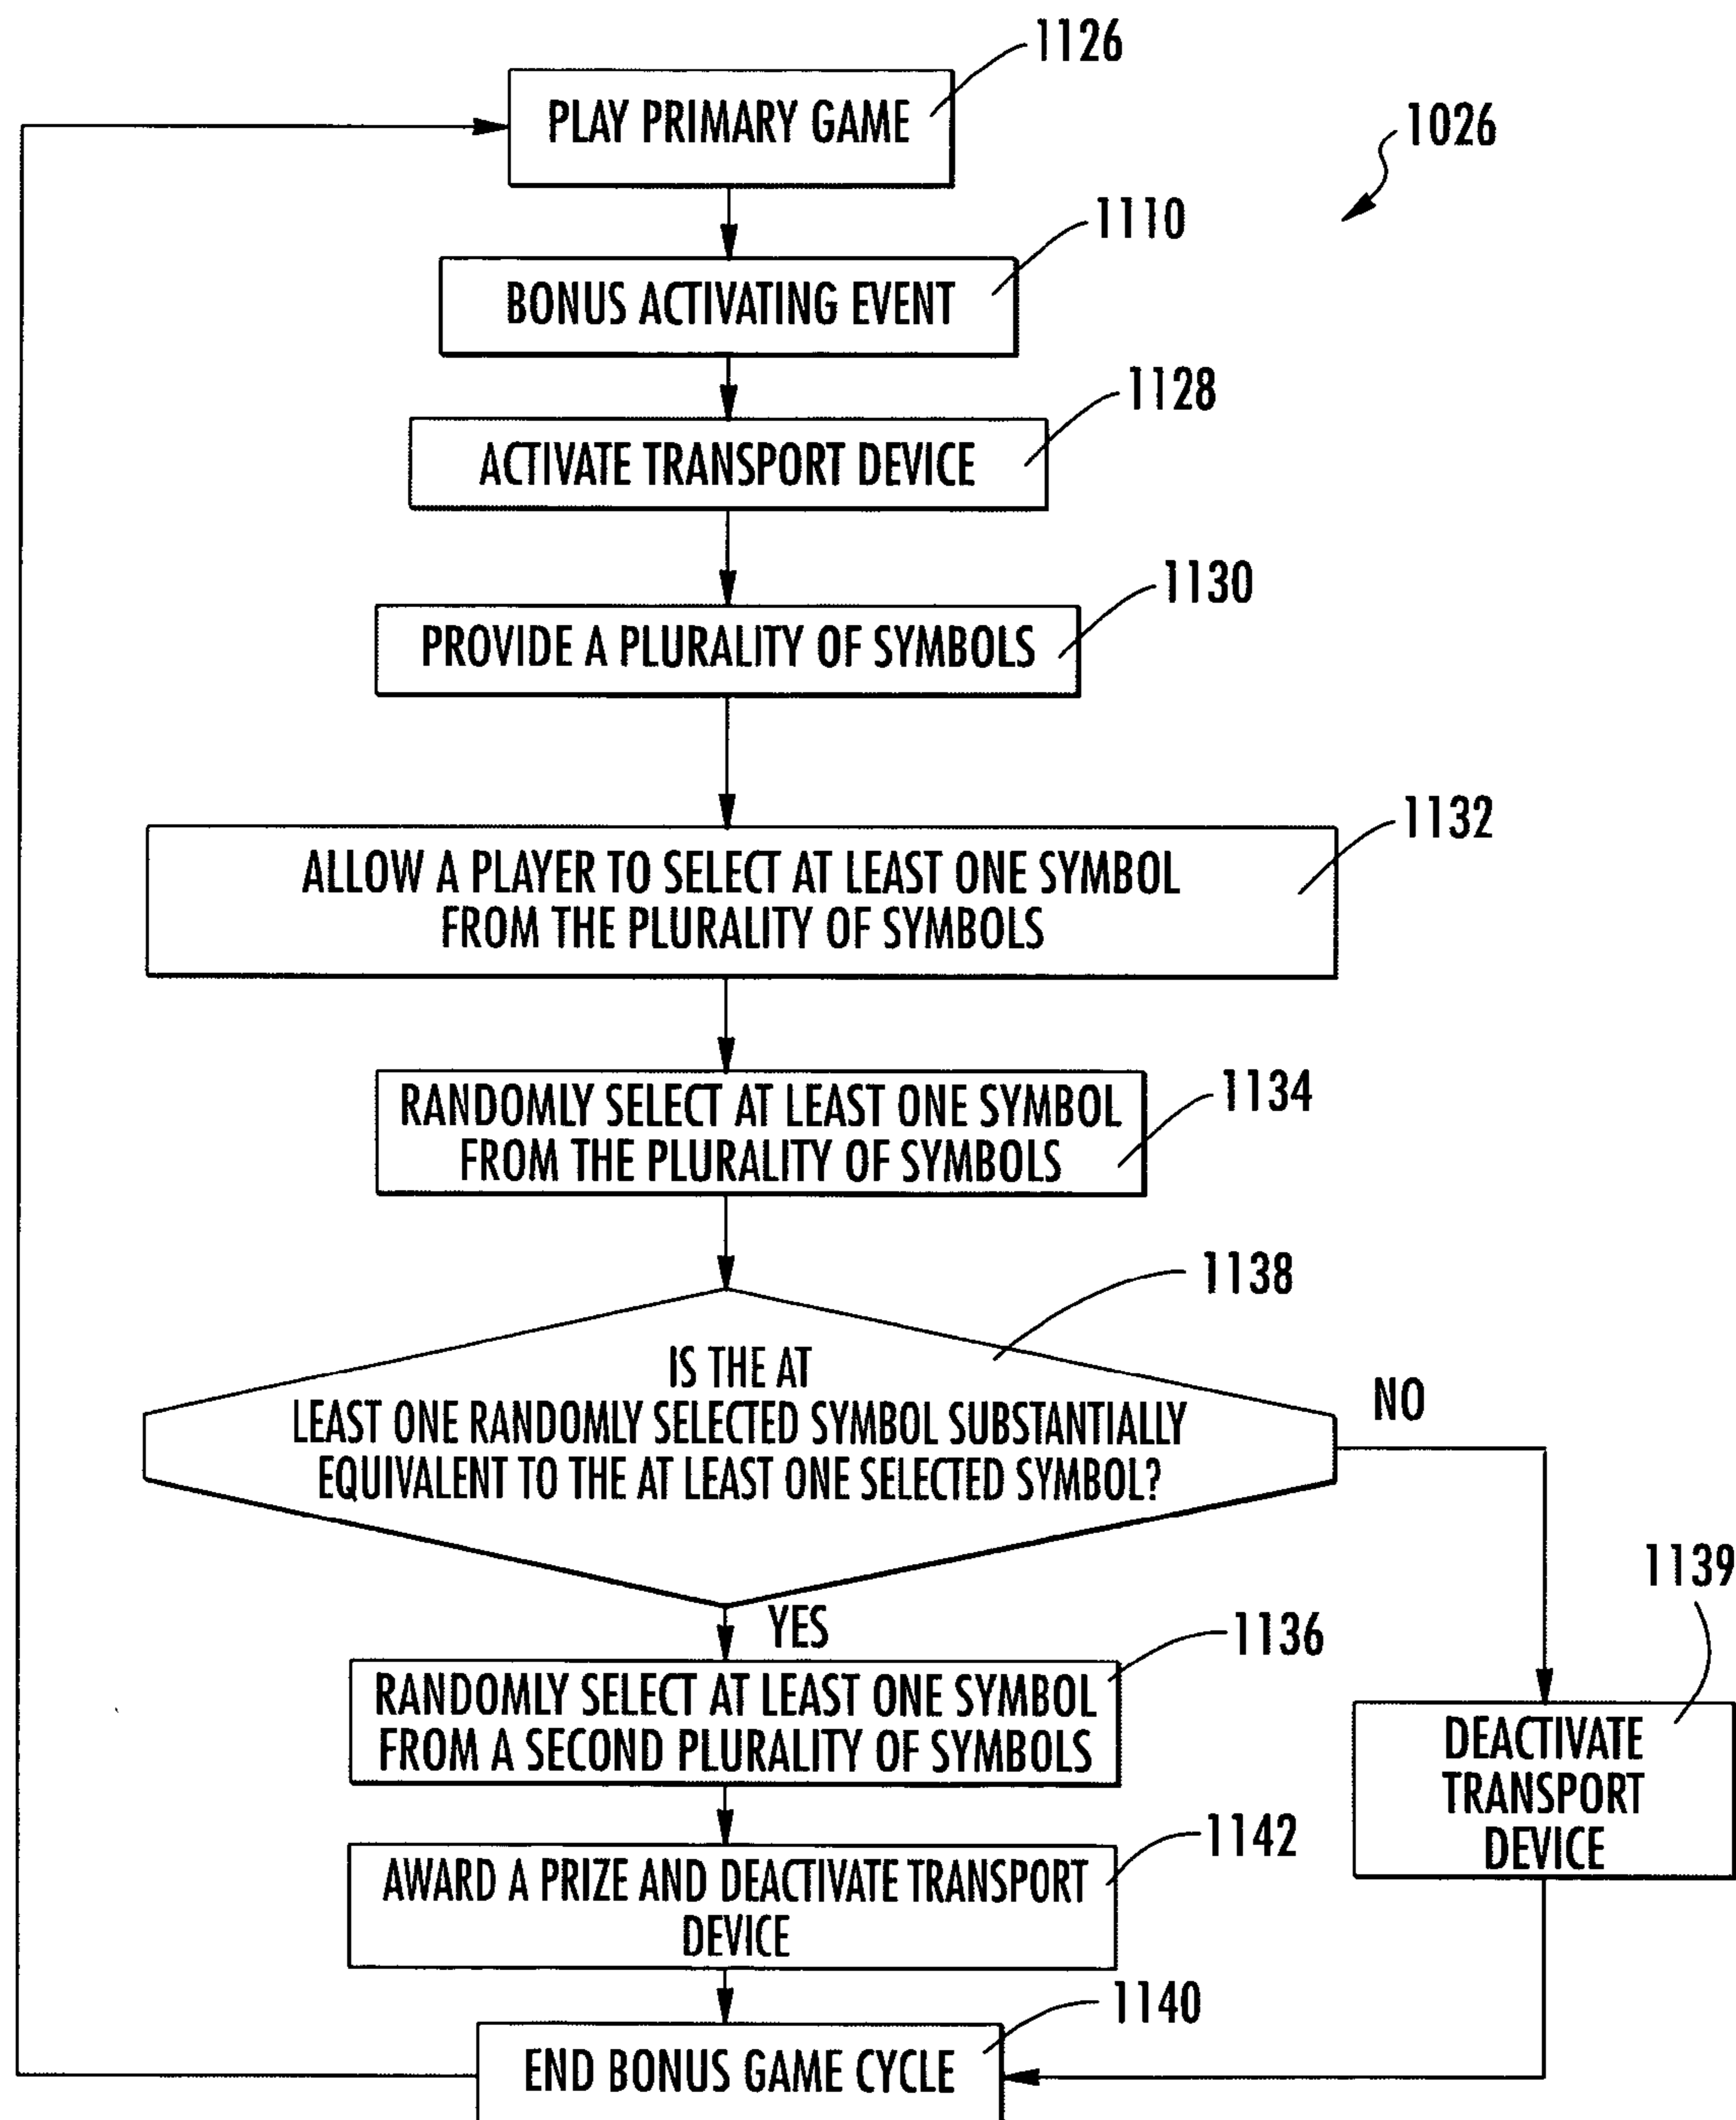 1126
PLAY PRIMARY GAME
1026
1110
BONUS ACTIVATING EVENT
1128
ACTIVATE TRANSPORT DEVICE
1130
PROVIDE A PLURALITY OF SYMBOLS
1132
ALLOW A PLAYER TO SELECT AT LEAST ONE SYMBOL
FROM THE PLURALITY OF SYMBOLS
1134
RANDOMLY SELECT AT LEAST ONE SYMBOL
FROM THE PLURALITY OF SYMBOLS
1138
IS THE AT
LEAST ONE RANDOMLY SELECTED SYMBOL SUBSTANTIALLY
EQUIVALENT TO THE AT LEAST ONE SELECTED SYMBOL?
NO
1139
YES
1136
RANDOMLY SELECT AT LEAST ONE SYMBOL
FROM A SECOND PLURALITY OF SYMBOLS
DEACTIVATE
TRANSPORT
DEVICE
1142
AWARD A PRIZE AND DEACTIVATE TRANSPORT
DEVICE
1140
END BONUS GAME CYCLE